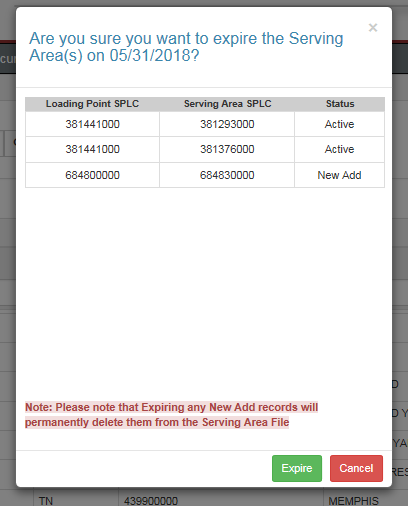 Are you sure you want to expire the Serving
Area(s) on 05/31/2018?
×
Loading Point SPLC Serving Area SPLC Status
381441000 381293000 Active
381441000 381376000 Active
684800000 684830000 New Add
Note: Please note that Expiring any New Add records will
permanently delete them from the Serving Area File
Expire Cancel
TN 439900000 MEMPHIS